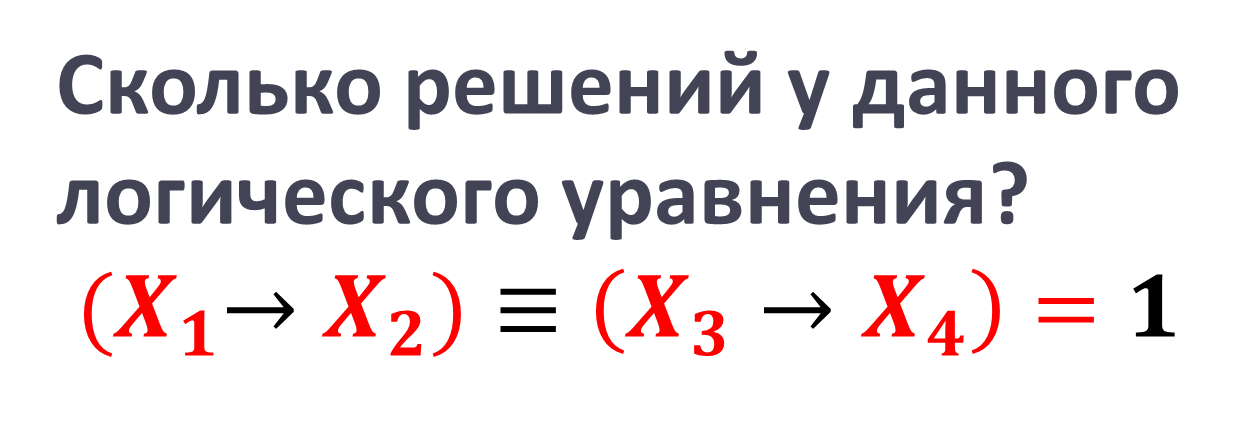 Сколько решений у данного
логического уравнения?
(X₁→ X₂) ≡ (X₃ → X₄) = 1